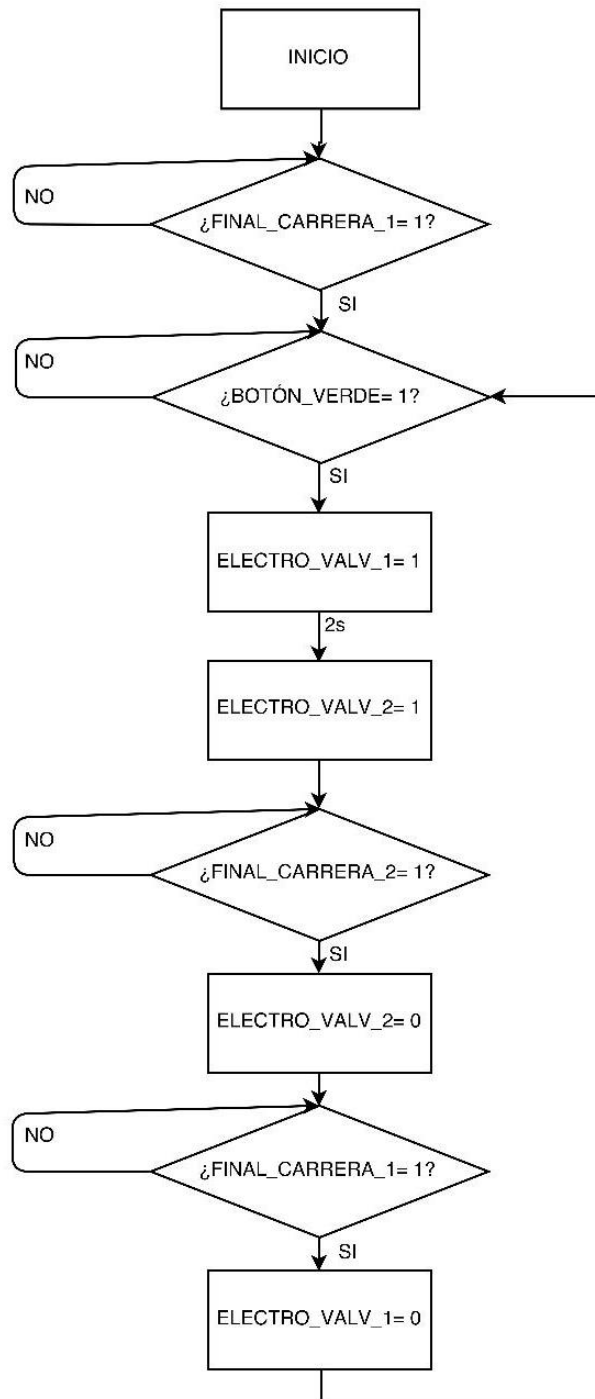 INICIO
NO
¿FINAL_CARRERA_1= 1?
SI
NO
¿BOTÓN_VERDE= 1?
SI
ELECTRO_VALV_1= 1
2s
ELECTRO_VALV_2= 1
NO
¿FINAL_CARRERA_2= 1?
SI
ELECTRO_VALV_2= 0
NO
¿FINAL_CARRERA_1= 1?
SI
ELECTRO_VALV_1= 0